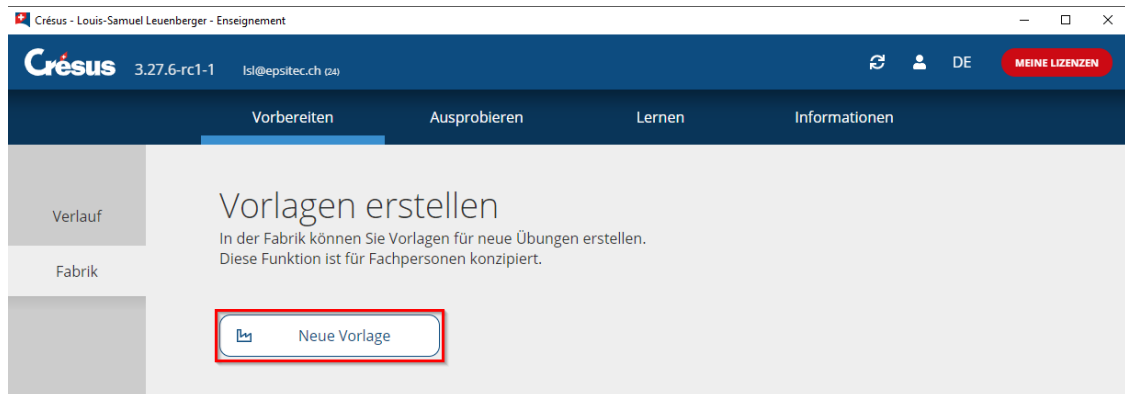 Crésus - Louis-Samuel Leuenberger - Enseignement
Crésus 3.27.6-rc1-1 lsl@epsitec.ch (24) DE MEINE LIZENZEN
Vorbereiten Ausprobieren Lernen Informationen
Verlauf
Fabrik
Vorlagen erstellen
In der Fabrik können Sie Vorlagen für neue Übungen erstellen.
Diese Funktion ist für Fachpersonen konzipiert.
Neue Vorlage